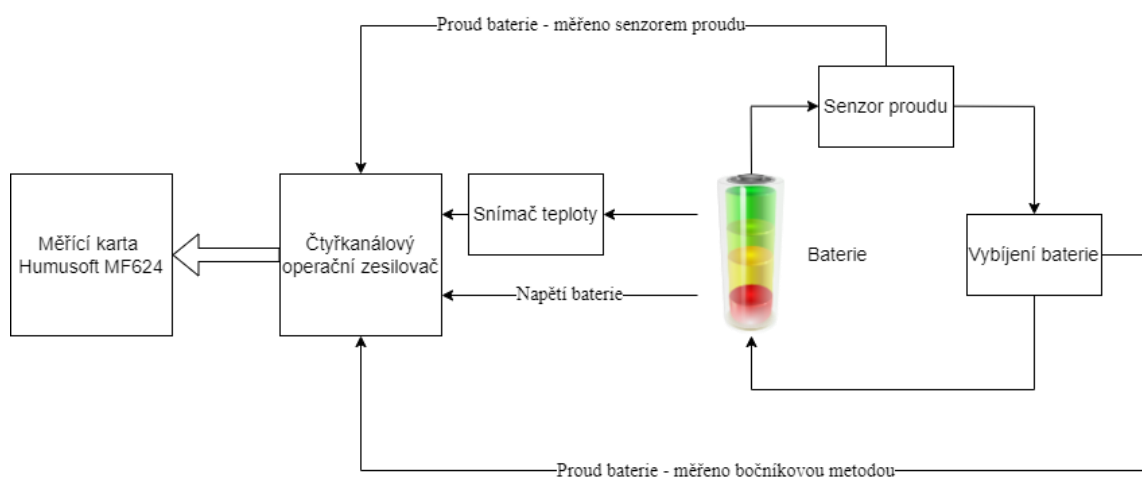 Proud baterie - měřeno senzorem proudu
Senzor proudu
Měřící karta
Humusoft MF624
Čtyřkanálový
operační zesilovač
Snímač teploty
Napětí baterie
Baterie
Vybíjení baterie
Proud baterie - měřeno bočníkovou metodou